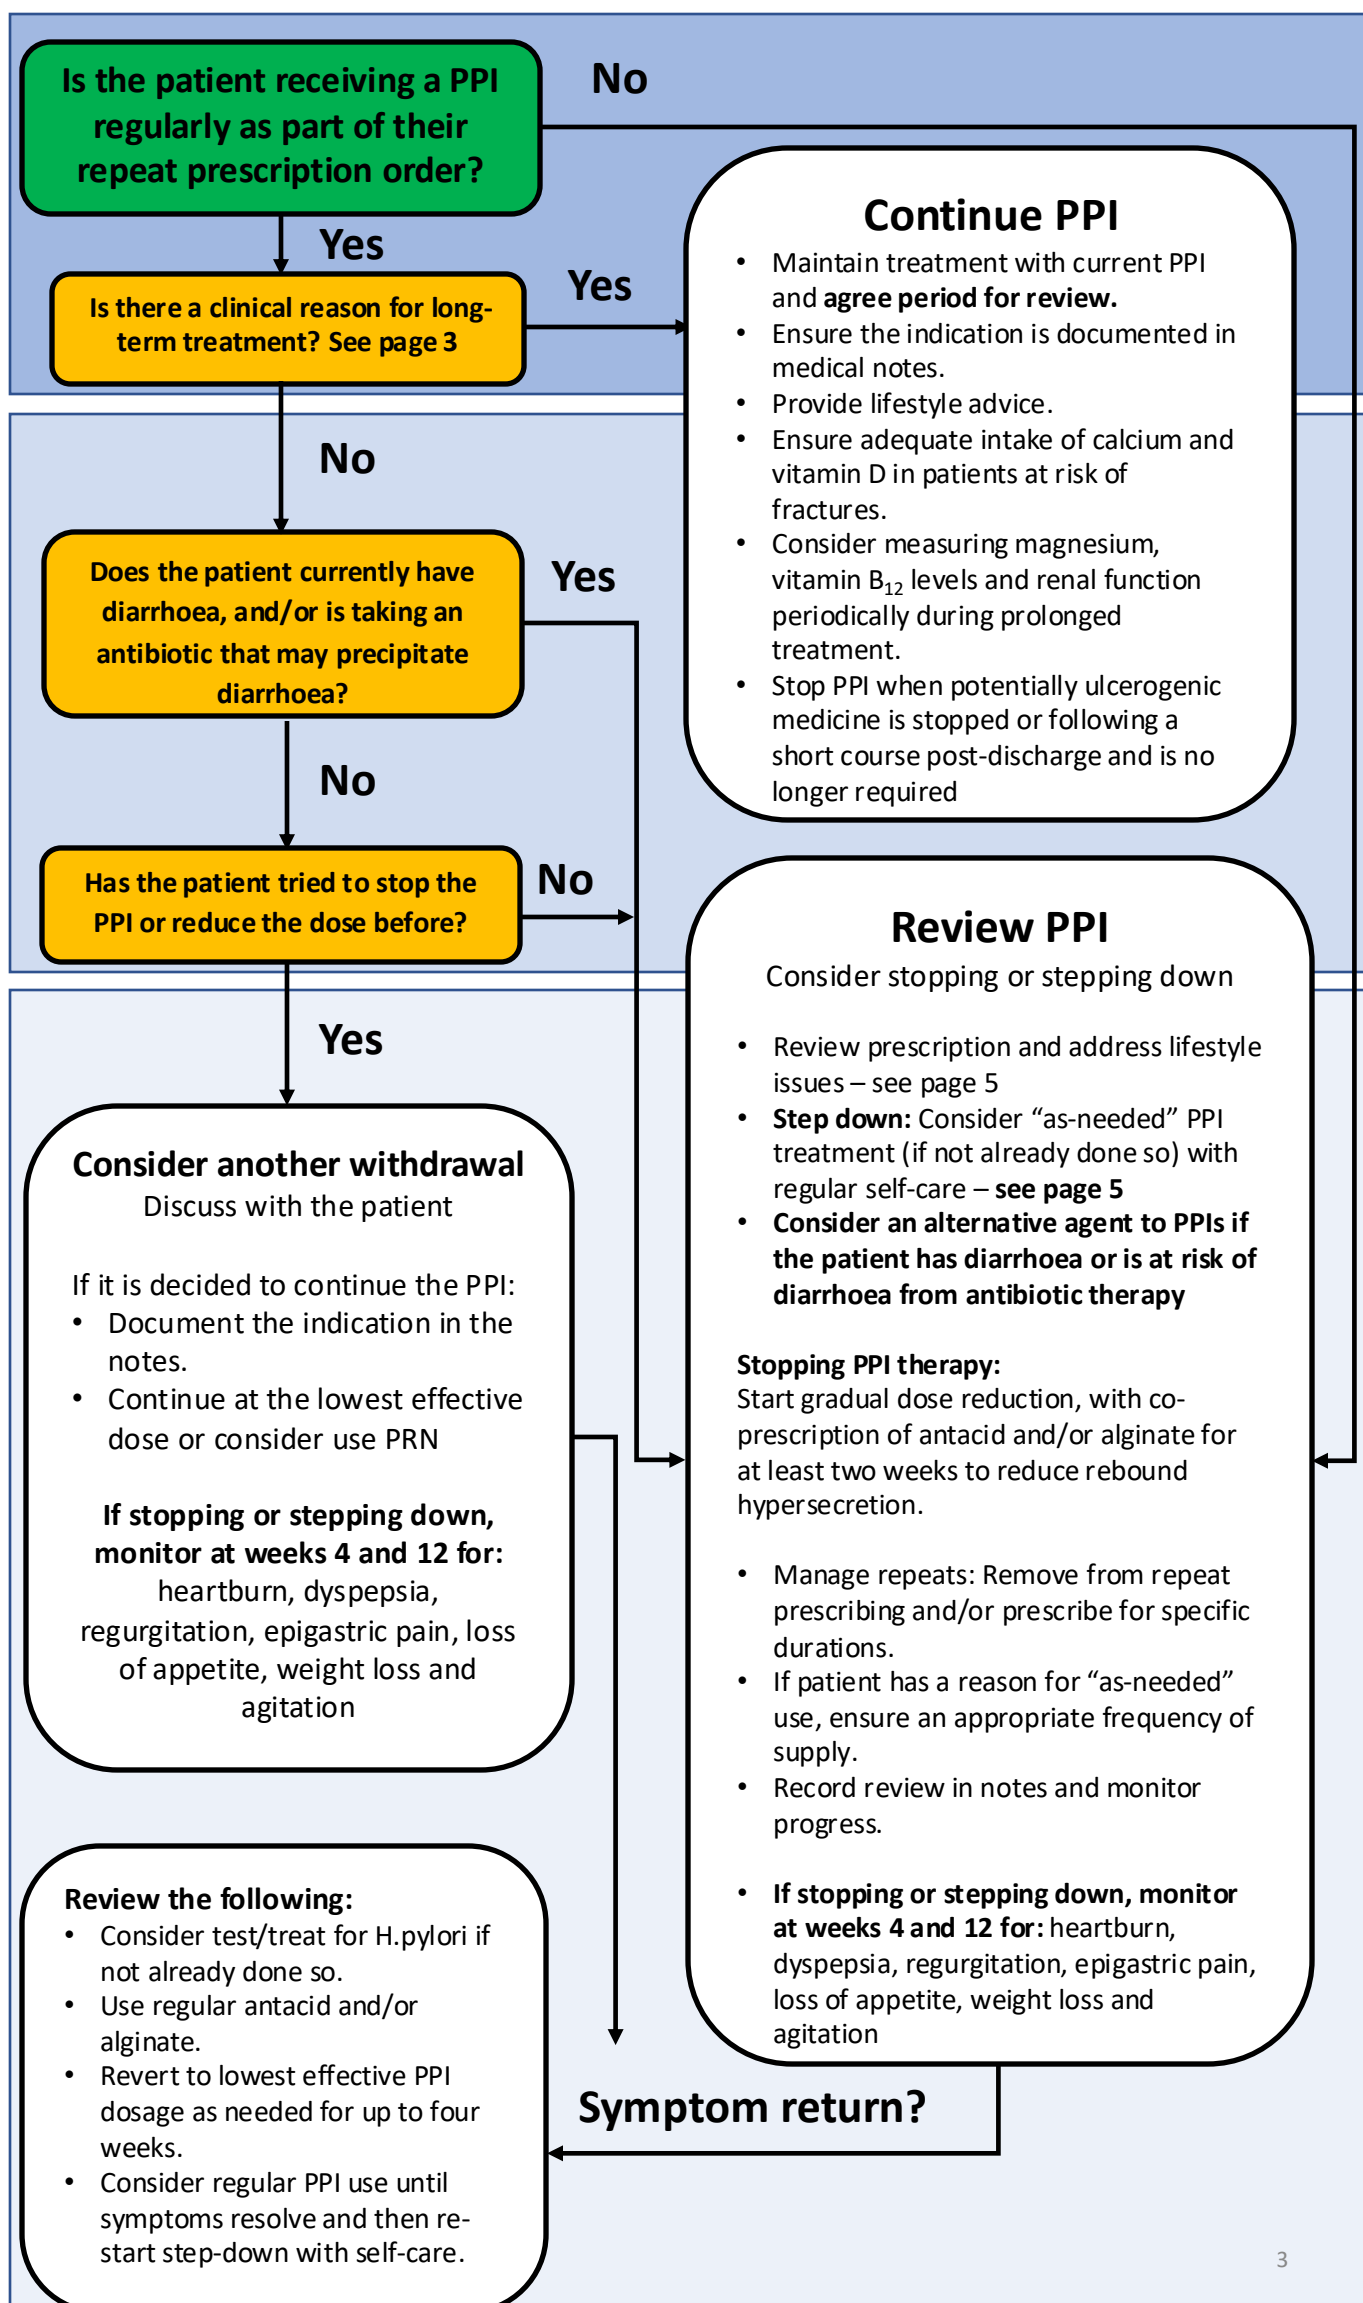 Is the patient receiving a PPI
regularly as part of their
repeat prescription order?
No
Yes
Is there a clinical reason for long-
term treatment? See page 3
Yes
Continue PPI
• Maintain treatment with current PPI
and agree period for review.
• Ensure the indication is documented in
medical notes.
• Provide lifestyle advice.
• Ensure adequate intake of calcium and
vitamin D in patients at risk of
fractures.
• Consider measuring magnesium,
vitamin B₁₂ levels and renal function
periodically during prolonged
treatment.
• Stop PPI when potentially ulcerogenic
medicine is stopped or following a
short course post-discharge and is no
longer required
No
Does the patient currently have
diarrhoea, and/or is taking an
antibiotic that may precipitate
diarrhoea?
Yes
No
Has the patient tried to stop the
PPI or reduce the dose before?
No
Yes
Review PPI
Consider stopping or stepping down
• Review prescription and address lifestyle
issues – see page 5
• Step down: Consider “as-needed” PPI
treatment (if not already done so) with
regular self-care – see page 5
• Consider an alternative agent to PPIs if
the patient has diarrhoea or is at risk of
diarrhoea from antibiotic therapy
Stopping PPI therapy:
Start gradual dose reduction, with co-
prescription of antacid and/or alginate for
at least two weeks to reduce rebound
hypersecretion.
• Manage repeats: Remove from repeat
prescribing and/or prescribe for specific
durations.
• If patient has a reason for “as-needed”
use, ensure an appropriate frequency of
supply.
• Record review in notes and monitor
progress.
• If stopping or stepping down, monitor
at weeks 4 and 12 for: heartburn,
dyspepsia, regurgitation, epigastric pain,
loss of appetite, weight loss and
agitation
Consider another withdrawal
Discuss with the patient
If it is decided to continue the PPI:
• Document the indication in the
notes.
• Continue at the lowest effective
dose or consider use PRN
If stopping or stepping down,
monitor at weeks 4 and 12 for:
heartburn, dyspepsia,
regurgitation, epigastric pain, loss
of appetite, weight loss and
agitation
Symptom return?
Review the following:
• Consider test/treat for H.pylori if
not already done so.
• Use regular antacid and/or
alginate.
• Revert to lowest effective PPI
dosage as needed for up to four
weeks.
• Consider regular PPI use until
symptoms resolve and then re-
start step-down with self-care.
3